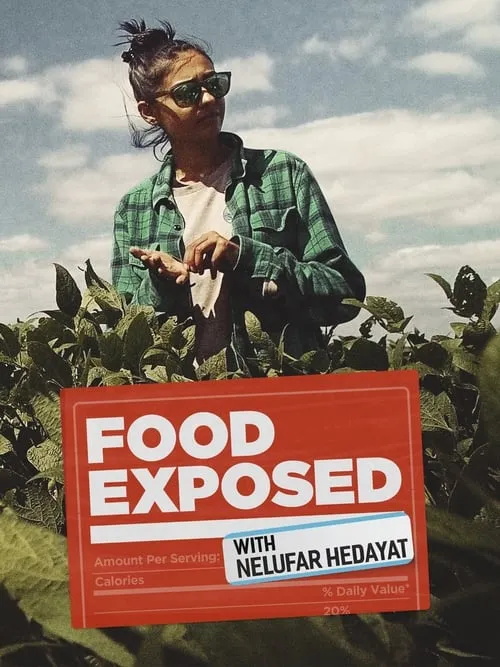 FOOD
EXPOSED
WITH
NELUFAR HEDAYAT
Amount Per Serving:
Calories
% Daily Value*
20%